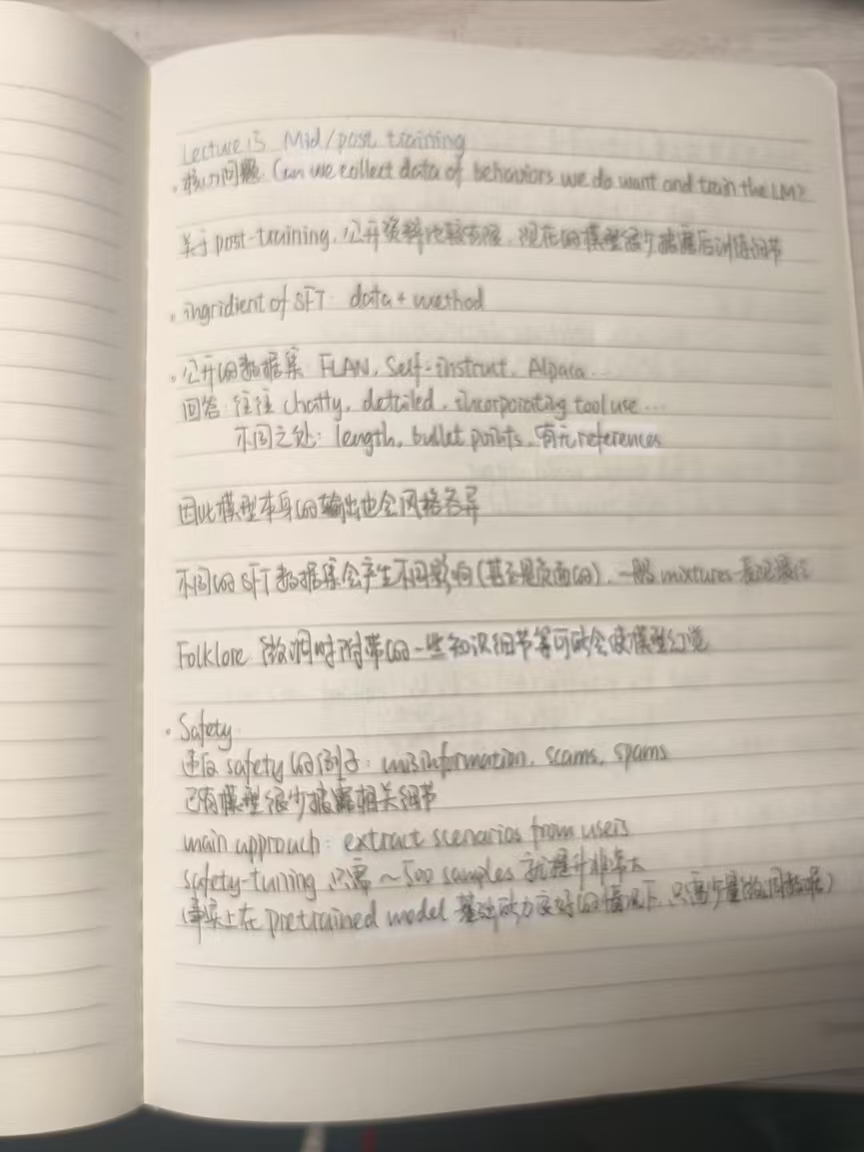 Lecture 15 Mid/post training
· 核心问题 Can we collect data of behaviors we do want and train the LM?
关于 post-training, 公开资料比较有限, 现在的模型很少披露后训练细节
· ingridient of SFT: data + method
· 公开的数据集 FLAN, Self-instruct, Alpaca ...
回答 往往 chatty, detailed, incorporating tool use ...
不同之处: length, bullet points, 有无 references
因此模型本身的输出也会风格各异
不同的 SFT 数据集会产生不同影响(甚至是负面的), 一般 mixtures 表现最佳
Folklore 微调时附带的一些知识细节等可能会使模型幻觉
· Safety
违反 safety 的例子: misinformation, scams, spams
已有模型很少披露相关细节
main approach: extract scenarios from users
safety-tuning 只需 ~500 samples 就提升非常大
(事实上在 pretrained model 基础能力良好的情况下, 只需少量微调数据)